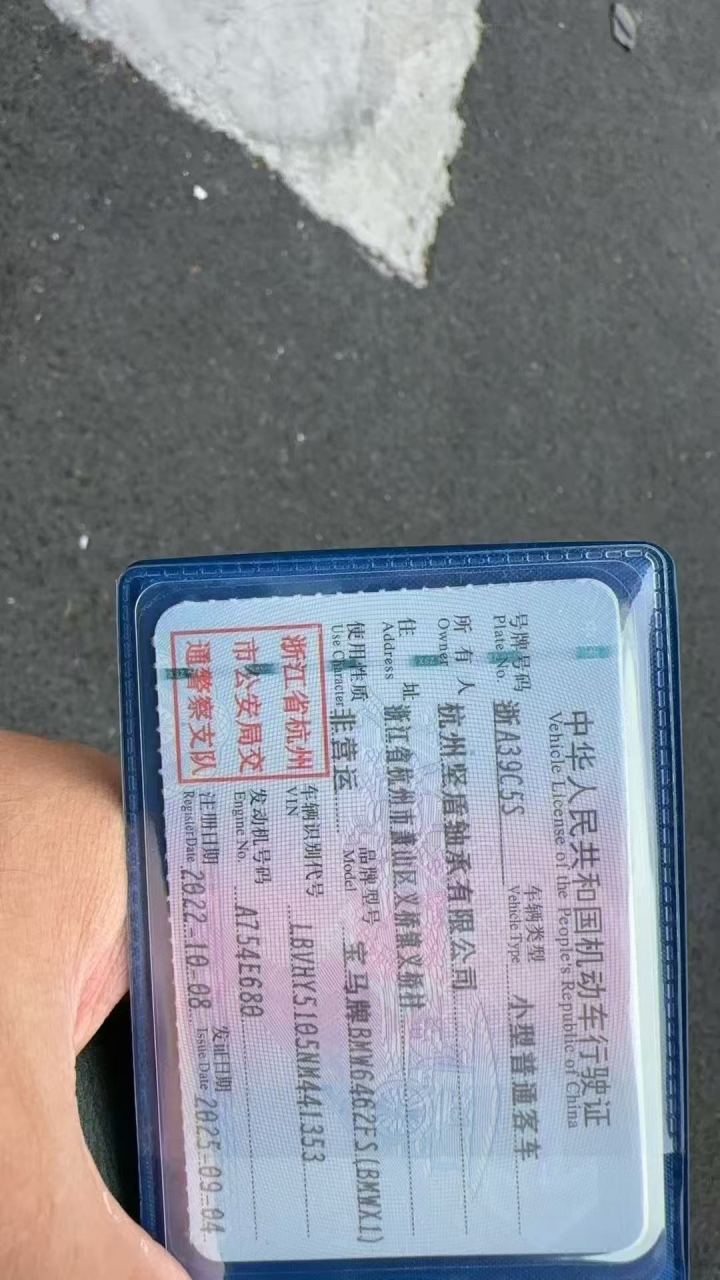 中华人民共和国机动车行驶证
Vehicle License of the People's Republic of China
号牌号码 浙A39C5S 车辆类型 小型普通客车
Plate No. Vehicle Type
所有人 杭州坚盾轴承有限公司
Owner
住址 浙江省杭州市萧山区义桥镇义桥村
Address
使用性质 非营运 品牌型号 宝马牌BMW6462ES(BMWX1)
Use Character Model
浙江省杭州
市公安局交
通警察支队
车辆识别代号 LBVHY5105NM441353
VIN
发动机号码 A754E680
Engine No.
注册日期 2022-10-08 发证日期 2025-09-04
Register Date Issue Date